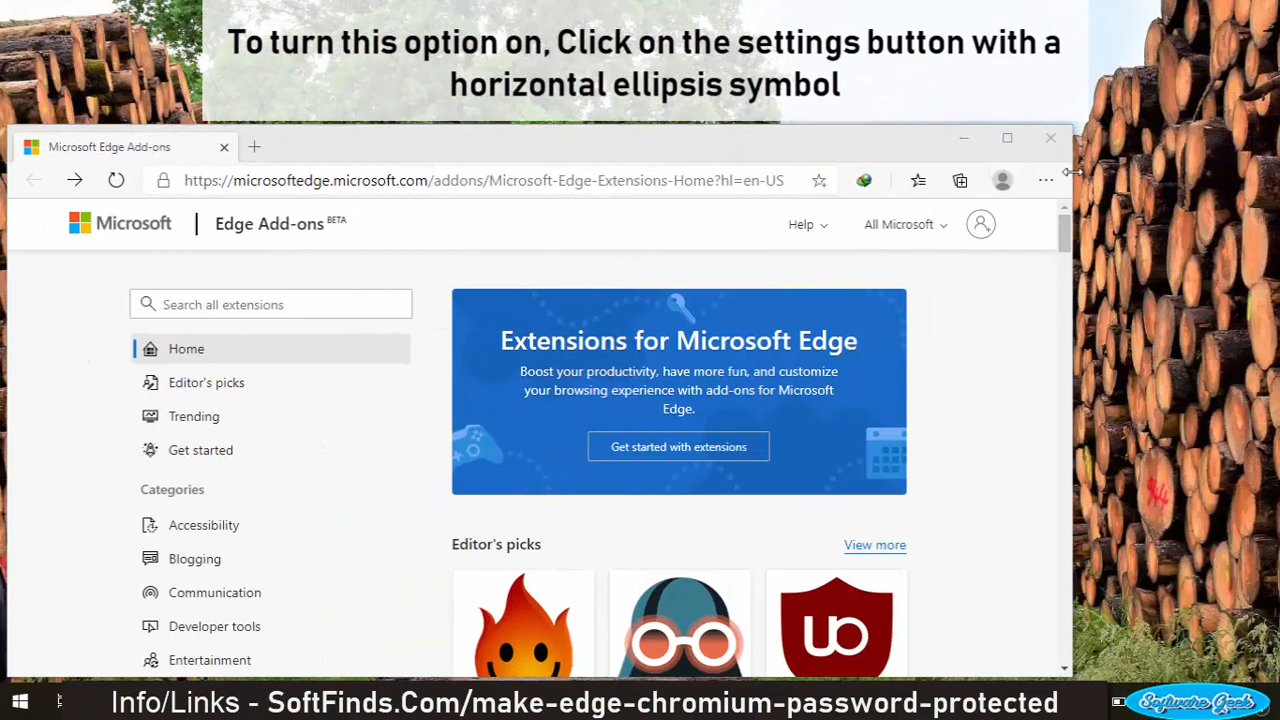 To turn this option on, Click on the settings button with a
horizontal ellipsis symbol
Microsoft Edge Add-ons
https://microsoftedge.microsoft.com/addons/Microsoft-Edge-Extensions-Home?hl=en-US
Microsoft
Edge Add-ons BETA
Help
All Microsoft
Search all extensions
Home
Editor's picks
Trending
Get started
Categories
Accessibility
Blogging
Communication
Developer tools
Entertainment
Extensions for Microsoft Edge
Boost your productivity, have more fun, and customize
your browsing experience with add-ons for Microsoft
Edge.
Get started with extensions
Editor's picks
View more
uo
Info/Links - SoftFinds.Com/make-edge-chromium-password-protected
Software Geek